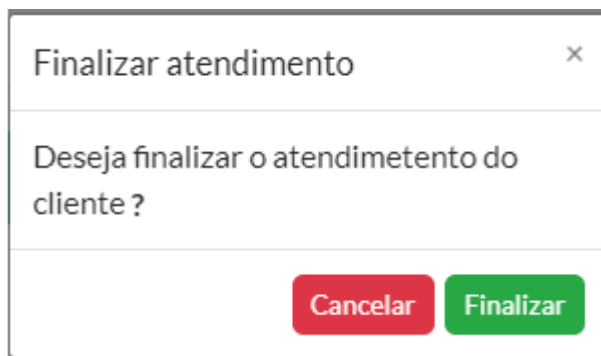 Finalizar atendimento ×
Deseja finalizar o atendimetento do
cliente ?
Cancelar Finalizar